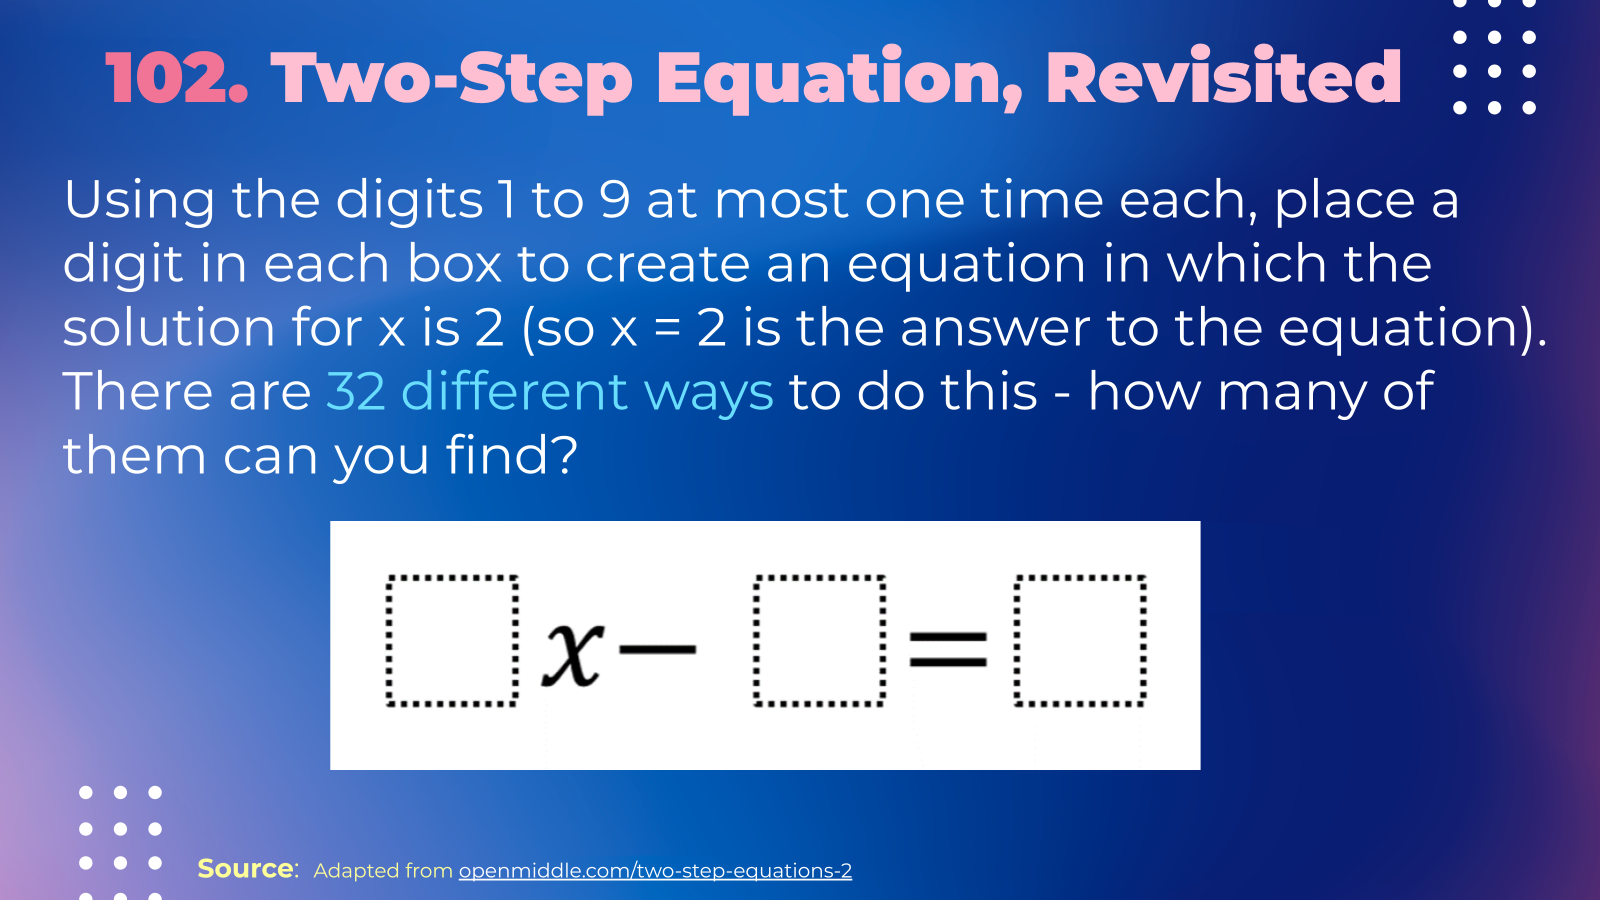 102. Two-Step Equation, Revisited
Using the digits 1 to 9 at most one time each, place a
digit in each box to create an equation in which the
solution for x is 2 (so x = 2 is the answer to the equation).
There are 32 different ways to do this - how many of
them can you find?
x − =
Source: Adapted from openmiddle.com/two-step-equations-2